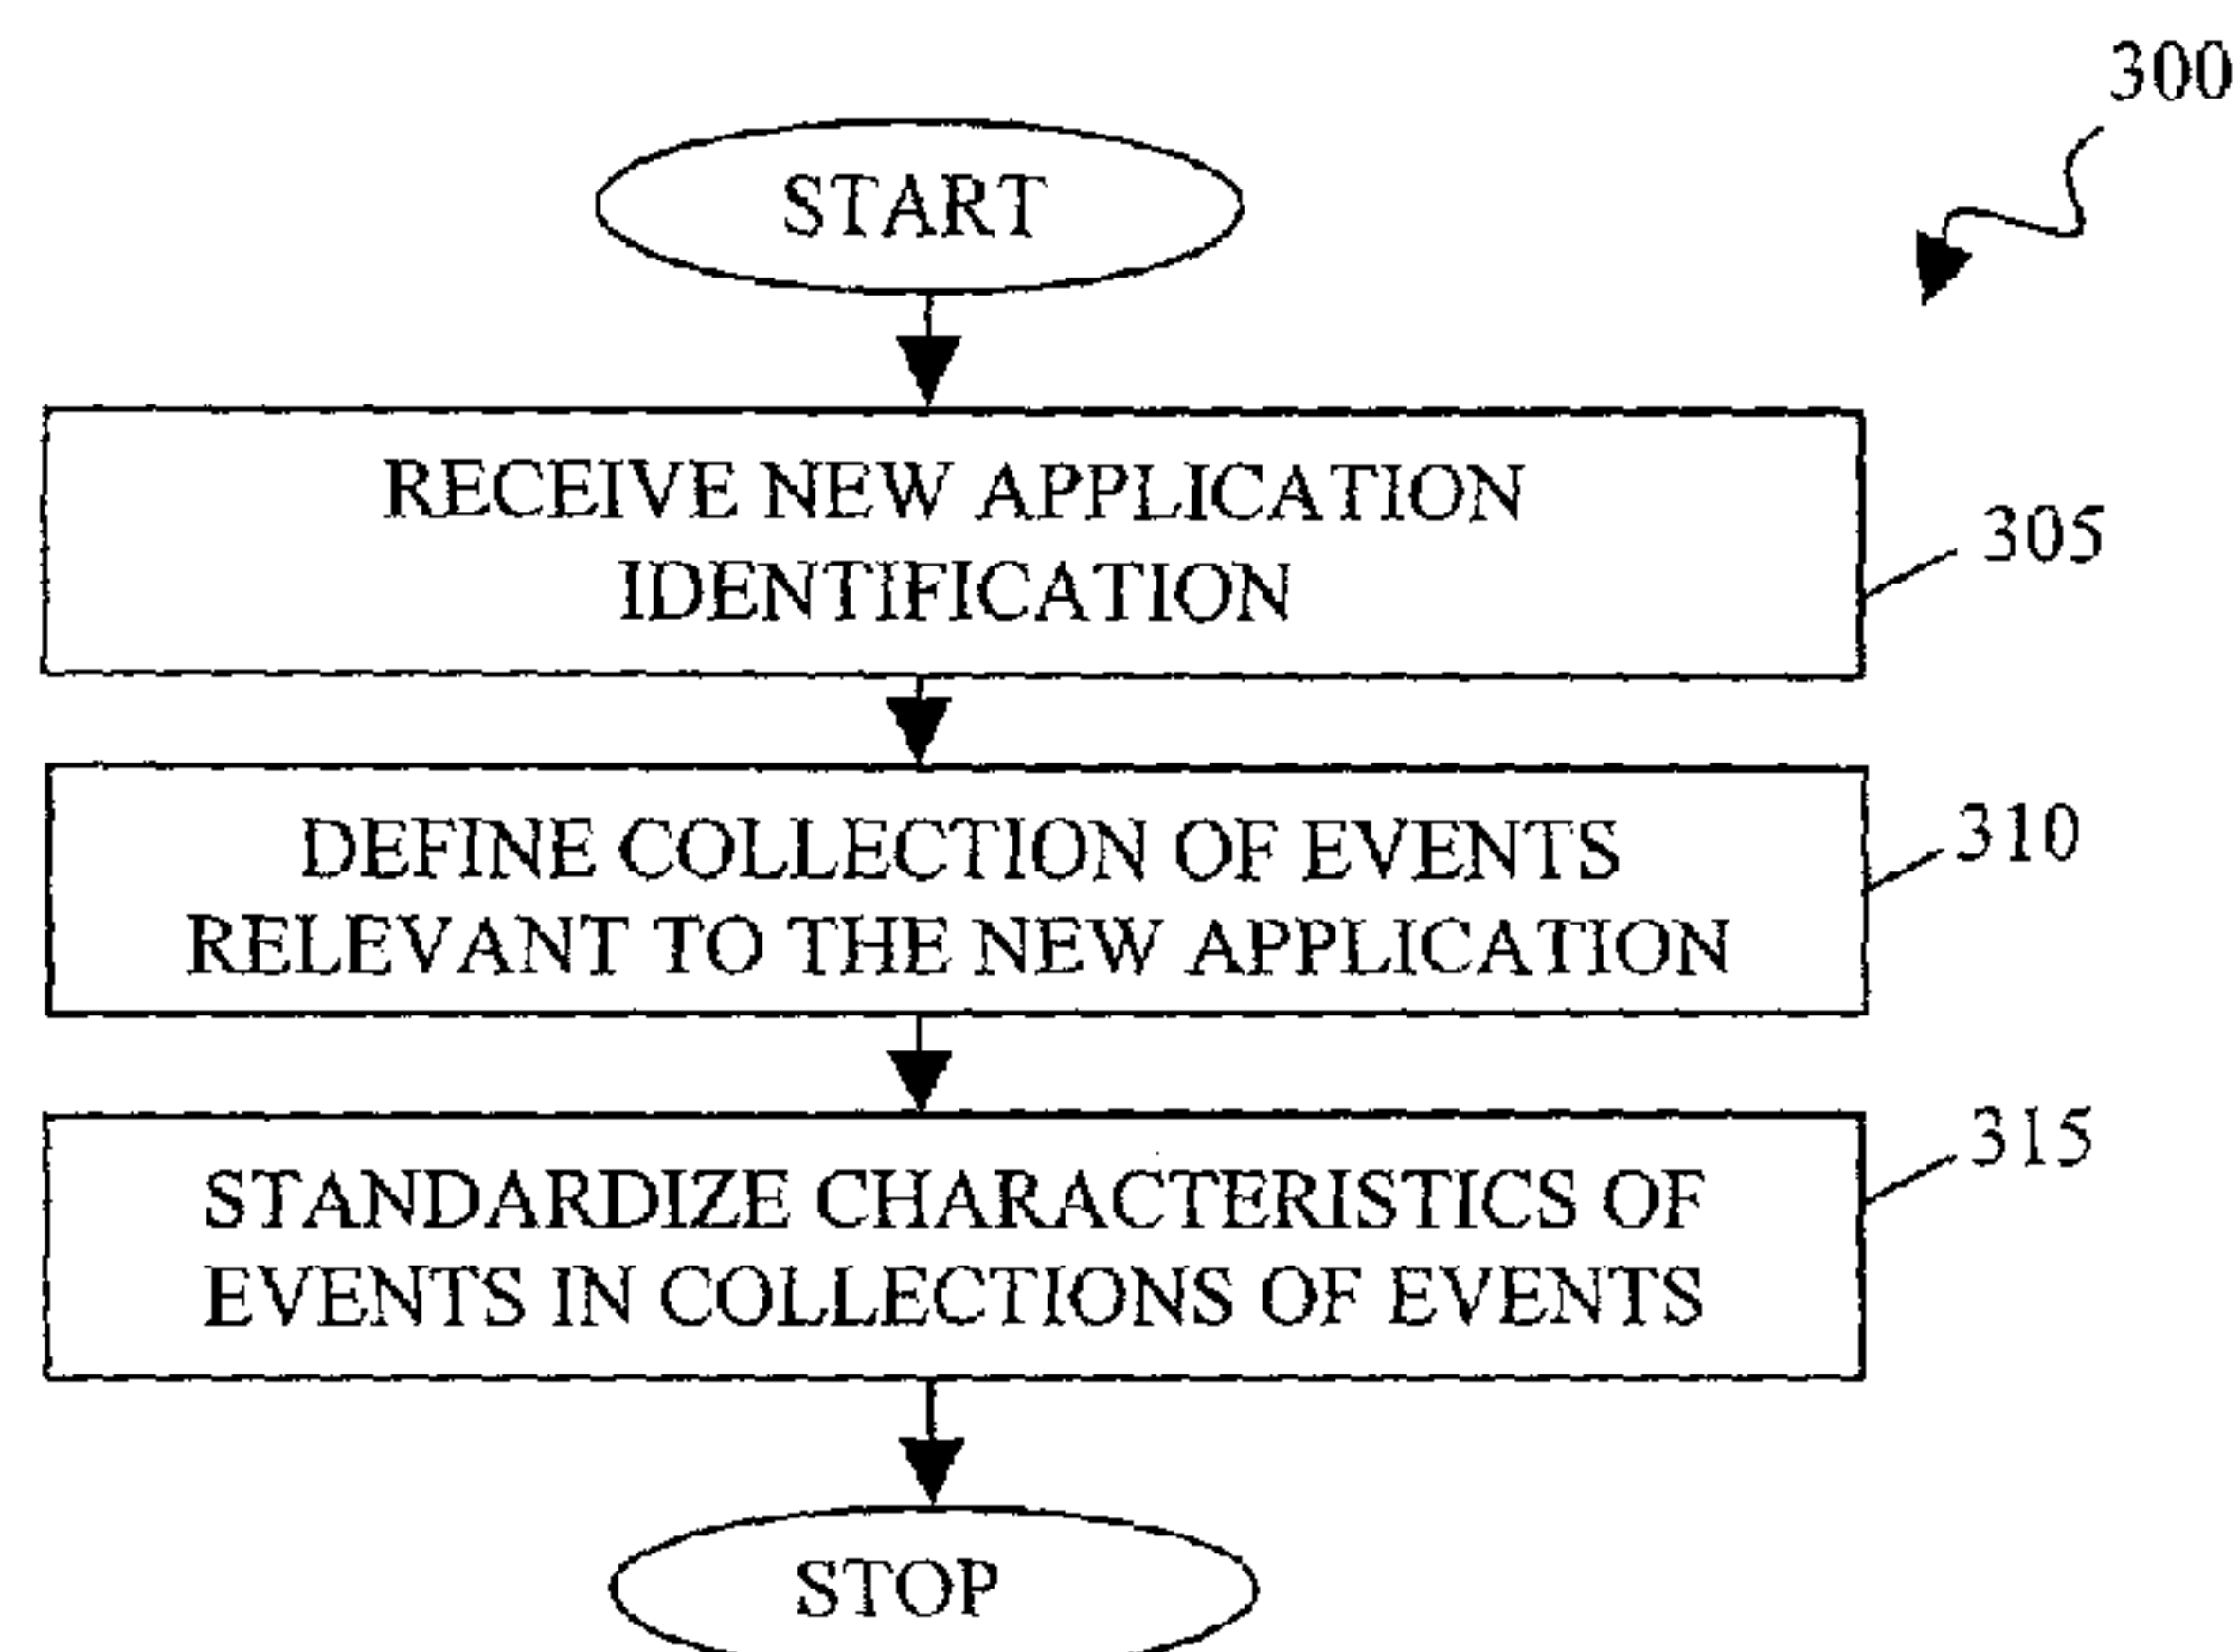 300
START
RECEIVE NEW APPLICATION
IDENTIFICATION
305
DEFINE COLLECTION OF EVENTS
RELEVANT TO THE NEW APPLICATION
310
STANDARDIZE CHARACTERISTICS OF
EVENTS IN COLLECTIONS OF EVENTS
315
STOP